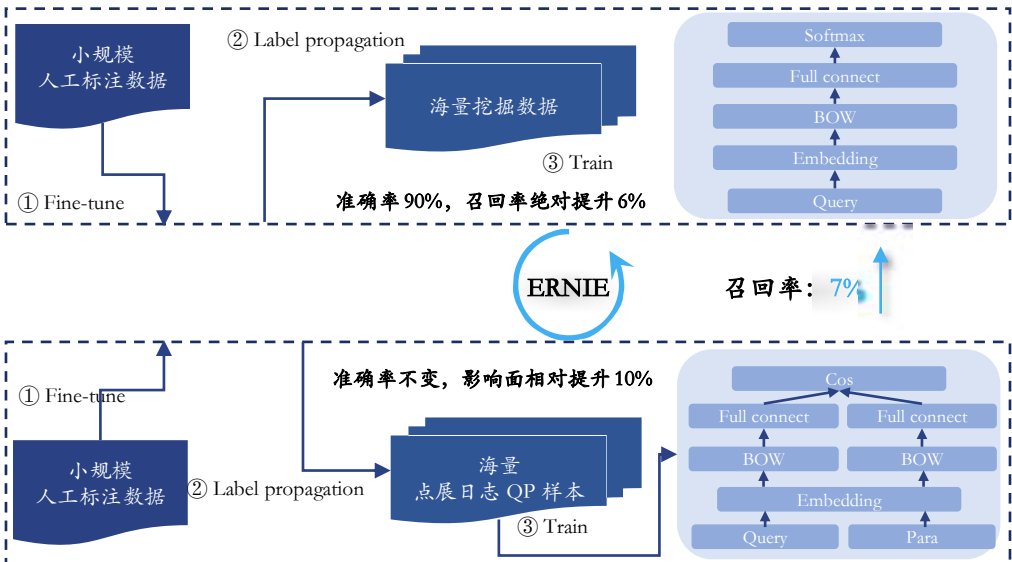 小规模
人工标注数据
② Label propagation
海量挖掘数据
③ Train
① Fine-tune
准确率 90%，召回率绝对提升 6%
Softmax
Full connect
BOW
Embedding
Query
ERNIE
召回率： 7%
① Fine-tune
准确率不变，影响面相对提升 10%
小规模
人工标注数据
② Label propagation
海量
点展日志 QP 样本
③ Train
Cos
Full connect Full connect
BOW BOW
Embedding
Query Para